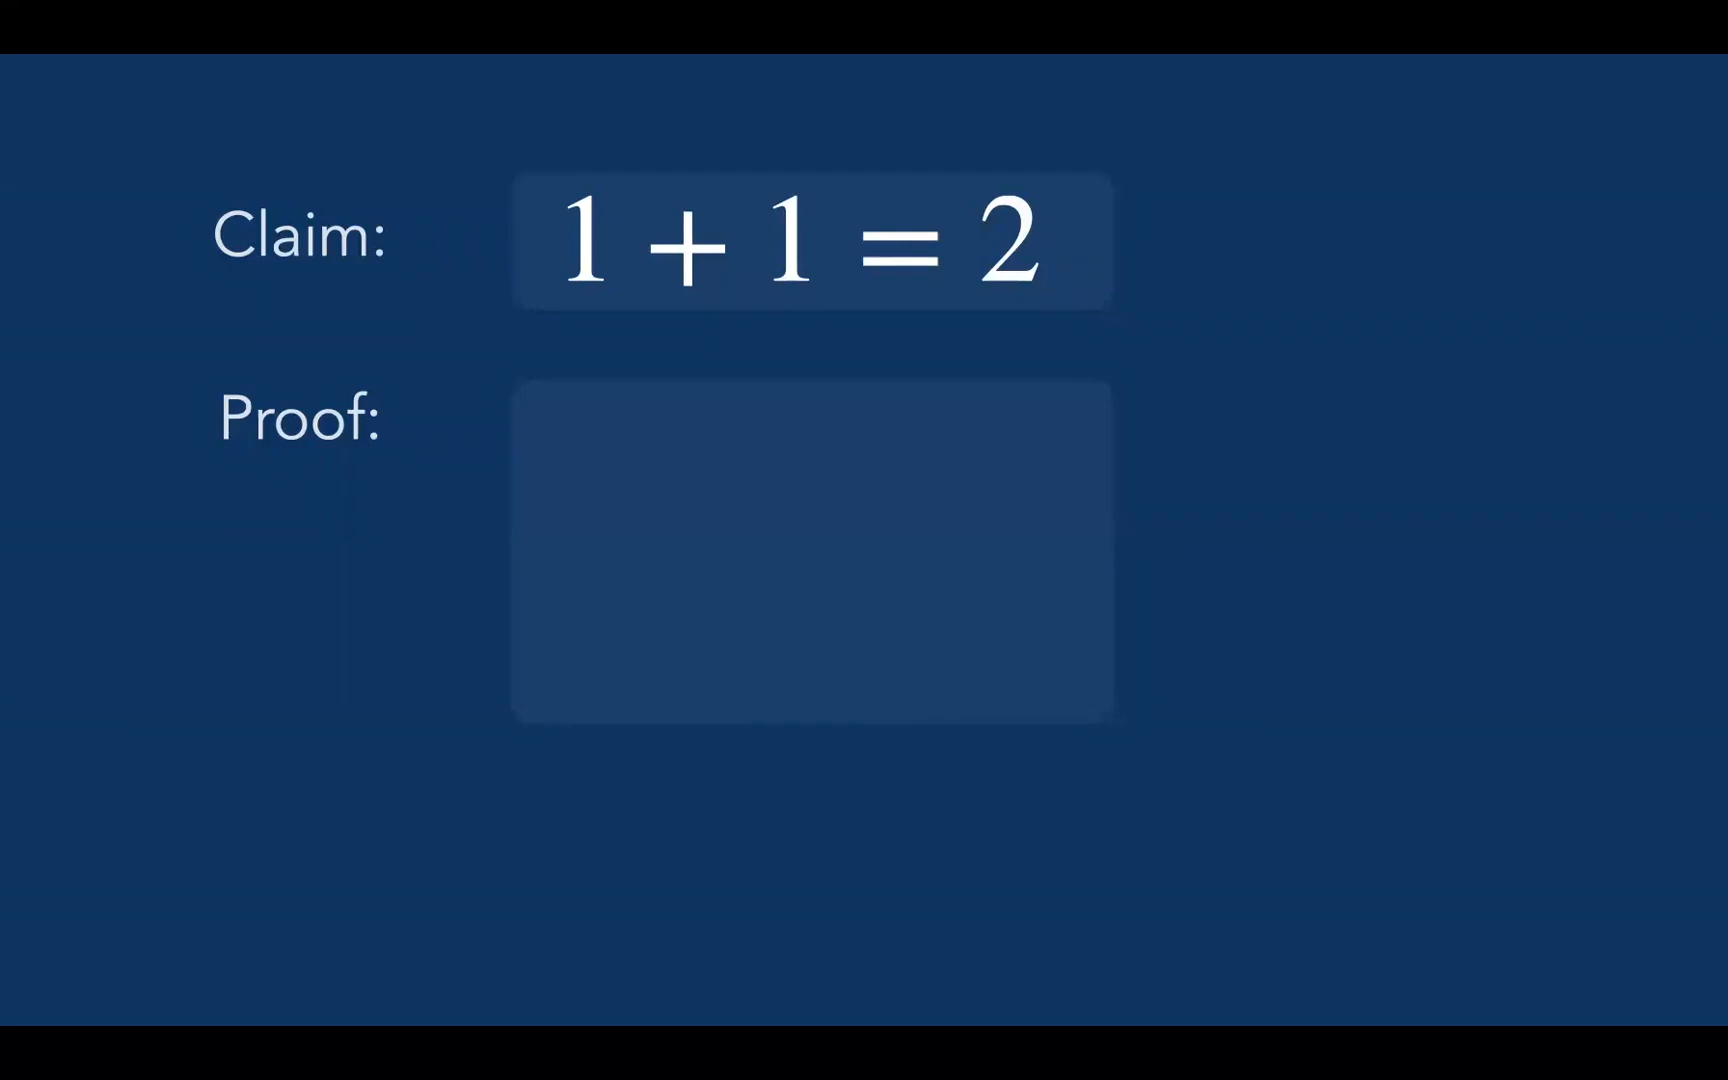 Claim: 1 + 1 = 2
Proof: